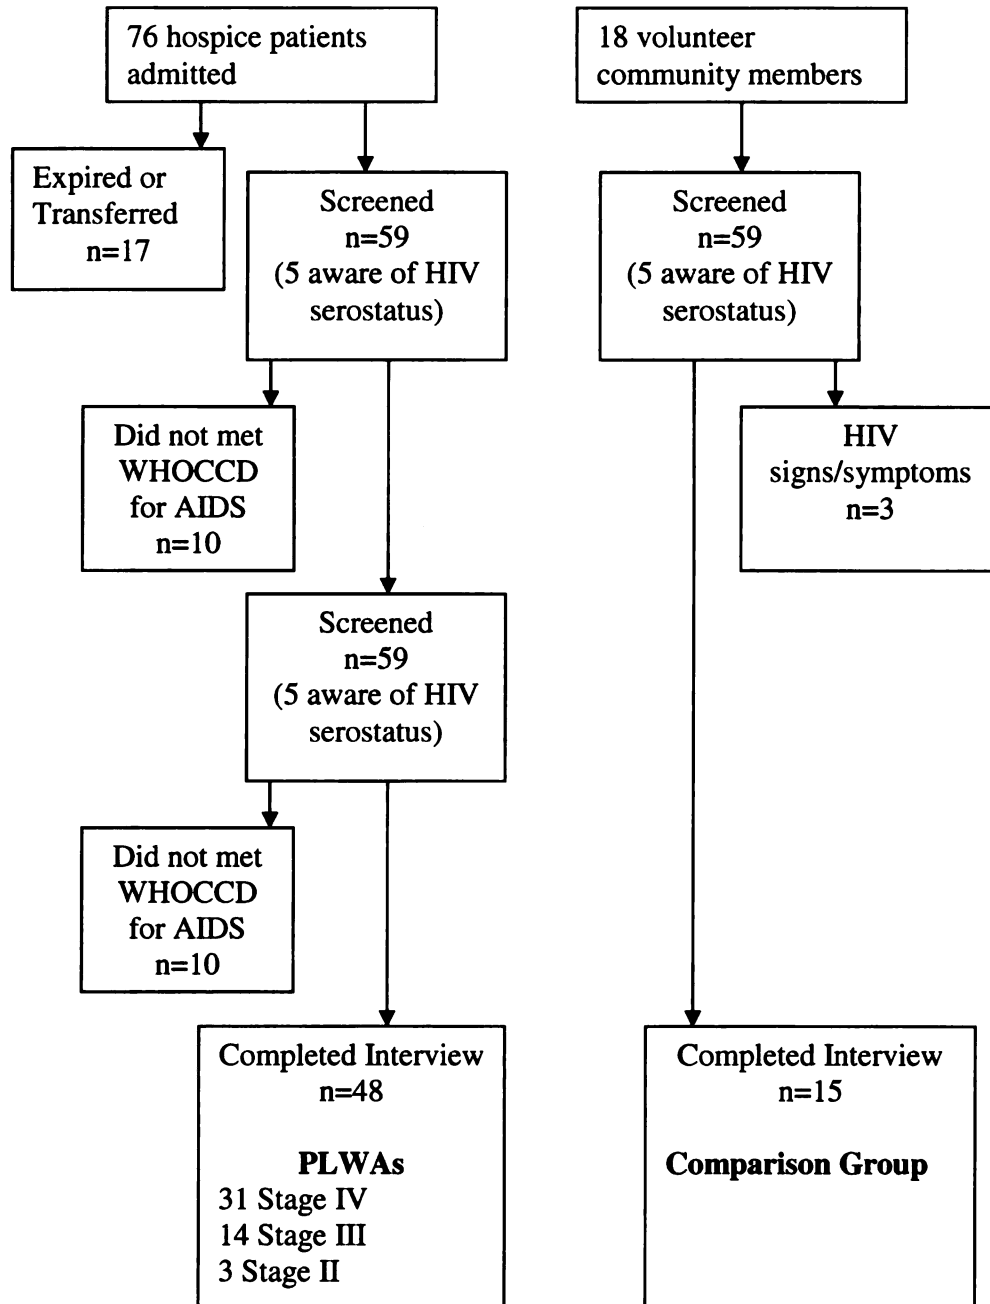 76 hospice patients
admitted
18 volunteer
community members
Expired or
Transferred
n=17
Screened
n=59
(5 aware of HIV
serostatus)
Screened
n=59
(5 aware of HIV
serostatus)
Did not met
WHOCCD
for AIDS
n=10
HIV
signs/symptoms
n=3
Screened
n=59
(5 aware of HIV
serostatus)
Did not met
WHOCCD
for AIDS
n=10
Completed Interview
n=48
PLWAs
31 Stage IV
14 Stage III
3 Stage II
Completed Interview
n=15
Comparison Group